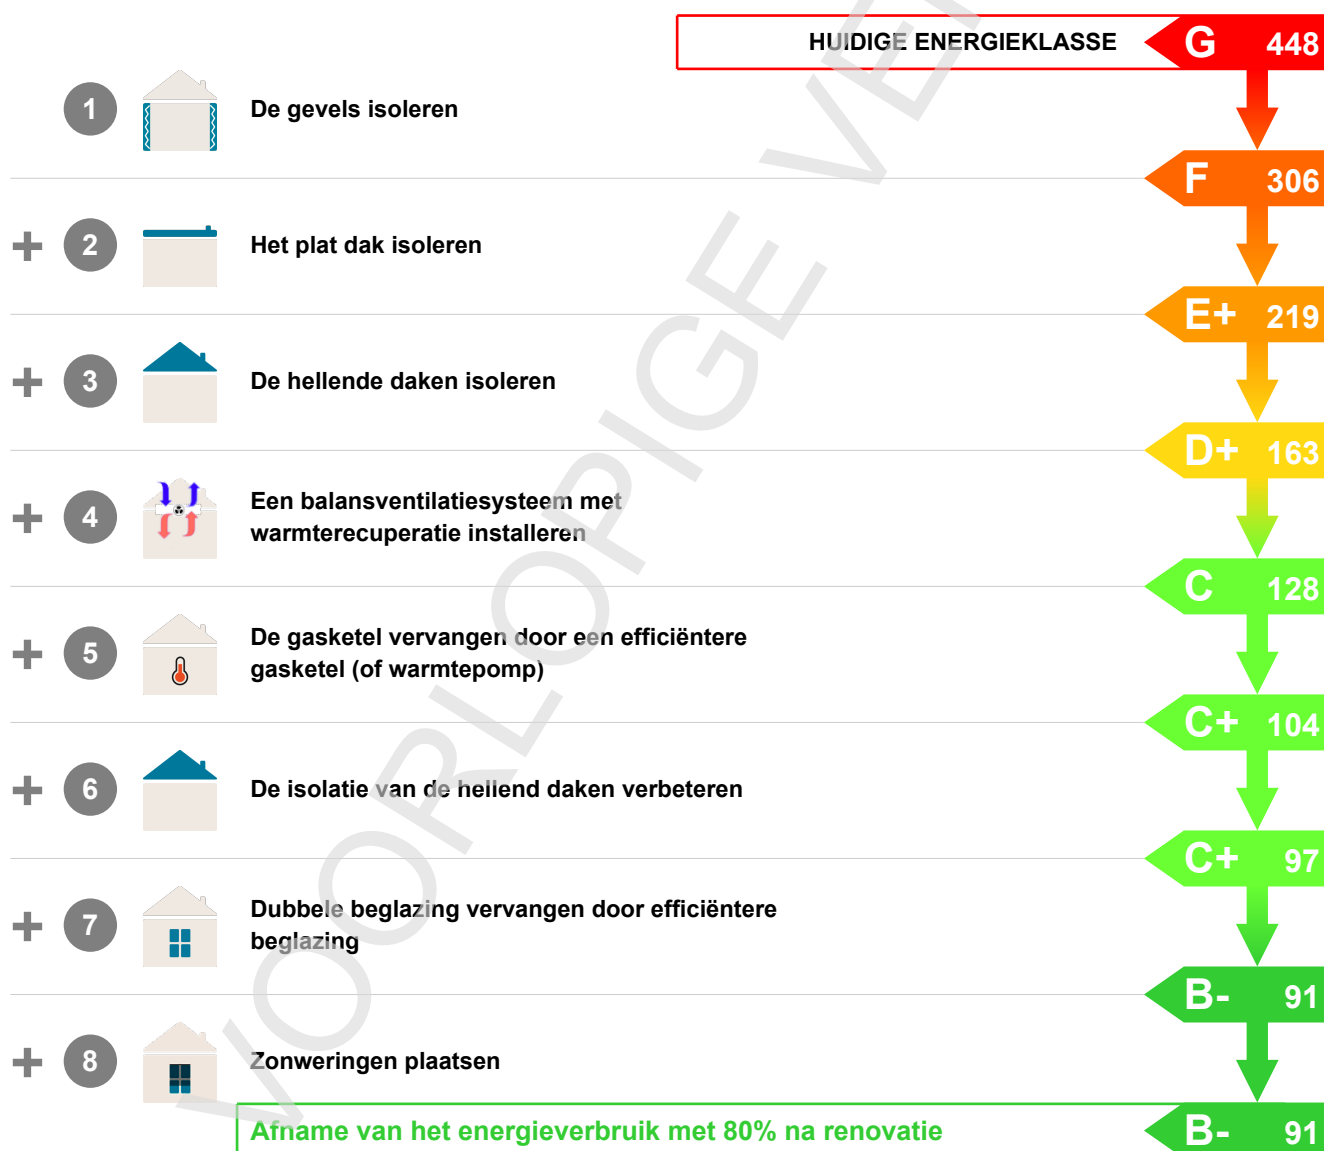 HUIDIGE ENERGIEKLASSE G 448
1 De gevels isoleren
F 306
+ 2 Het plat dak isoleren
E+ 219
+ 3 De hellende daken isoleren
D+ 163
+ 4 Een balansventilatiesysteem met
warmterecuperatie installeren
C 128
+ 5 De gasketel vervangen door een efficiëntere
gasketel (of warmtepomp)
C+ 104
+ 6 De isolatie van de hellend daken verbeteren
C+ 97
+ 7 Dubbele beglazing vervangen door efficiëntere
beglazing
B- 91
+ 8 Zonweringen plaatsen
Afname van het energieverbruik met 80% na renovatie B- 91
VOORLOPIGE